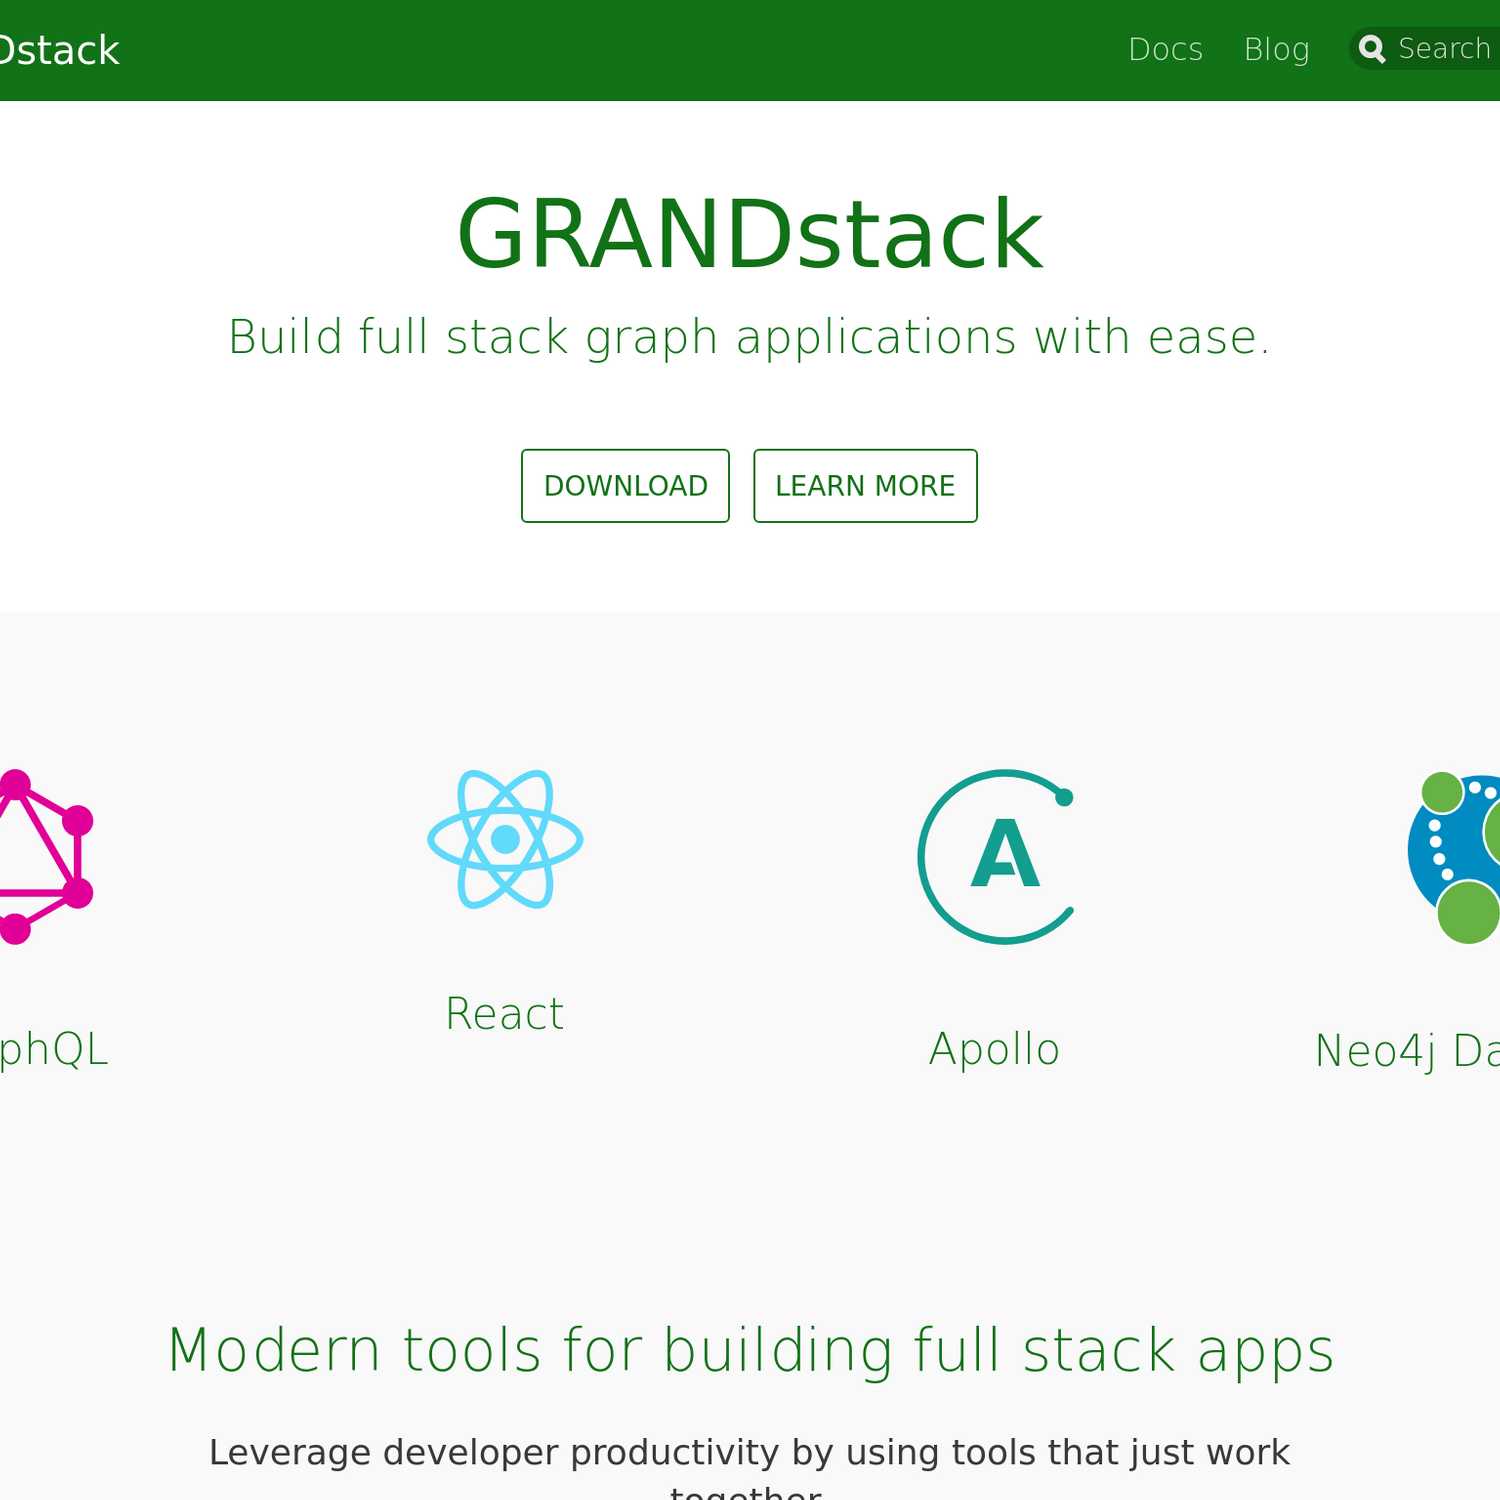 Dstack Docs Blog Search
GRANDstack
Build full stack graph applications with ease.
DOWNLOAD LEARN MORE
A
phQL React Apollo Neo4j Da
Modern tools for building full stack apps
Leverage developer productivity by using tools that just work
together